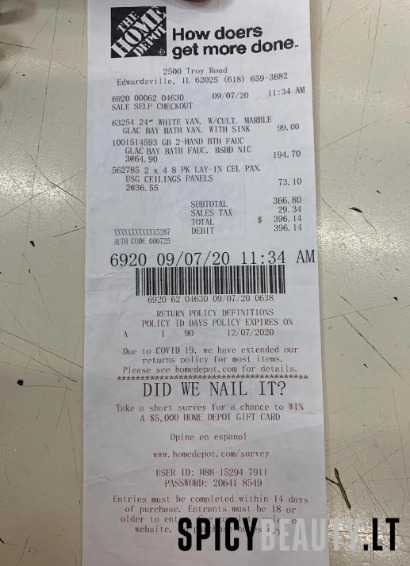 THE HOME DEPOT
How doers
get more done.
2500 Troy Road
Edwardsville, IL 62025 (618) 659-3682
6920 00062 04630 09/07/20 11:34 AM
SALE SELF CHECKOUT
63254 24" WHITE VAN. W/CULT. MARBLE
GLAC BAY BATH VAN. WITH SINK 99.00
1001514593 GB 2-HAND BTH FAUC
GLAC BAY BATH FAUC. BSHD NIC
3@64.90 194.70
562785 2 x 4 8 PK LAY-IN CEL PAN.
USG CEILINGS PANELS
2@36.55 73.10
SUBTOTAL 366.80
SALES TAX 29.34
TOTAL $ 396.14
XXXXXXXXXXXX5287 DEBIT 396.14
AUTH CODE 000725
6920 09/07/20 11:34 AM
6920 62 04630 09/07/20 0638
RETURN POLICY DEFINITIONS
POLICY ID DAYS POLICY EXPIRES ON
A 1 90 12/07/2020
Due to COVID 19, we have extended our
returns policy for most items.
Please see homedepot.com for details.
DID WE NAIL IT?
Take a short survey for a chance to WIN
A $5,000 HOME DEPOT GIFT CARD
Opine en espanol
www.homedepot.com/survey
USER ID: H88-15294 7911
PASSWORD: 20641 8549
Entries must be completed within 14 days
of purchase. Entrants must be 18 or
older to
website.
SPICYBEAUTY.LT